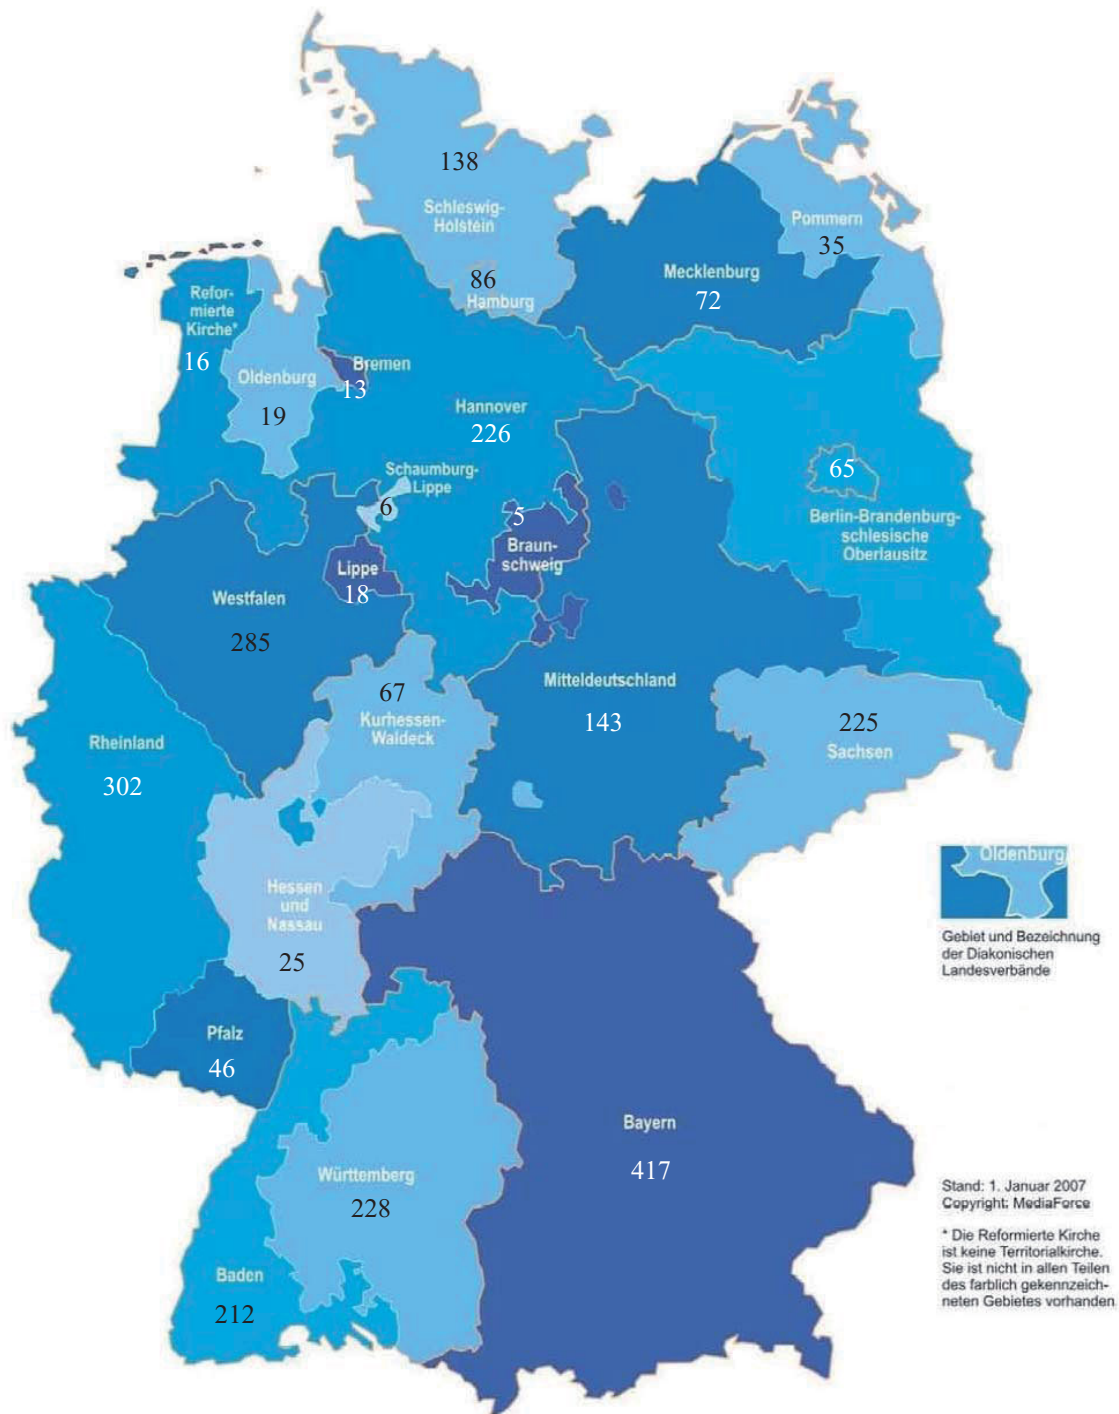 138
Schleswig-
Holstein
86
Hamburg
Pommern
35
Mecklenburg
72
Refor-
mierte
Kirche*
16
Oldenburg
19
Bremen
13
Hannover
226
Schaumburg-
Lippe
6
5
Braun-
schweig
65
Berlin-Brandenburg-
schlesische
Oberlausitz
Lippe
18
Westfalen
285
67
Kurhessen-
Waldeck
Mitteldeutschland
143
225
Sachsen
Rheinland
302
Hessen
und
Nassau
25
Oldenburg
Gebiet und Bezeichnung
der Diakonischen
Landesverbände
Pfalz
46
Bayern
417
Württemberg
228
Baden
212
Stand: 1. Januar 2007
Copyright: MediaForce
* Die Reformierte Kirche
ist keine Territorialkirche.
Sie ist nicht in allen Teilen
des farblich gekennzeich-
neten Gebietes vorhanden